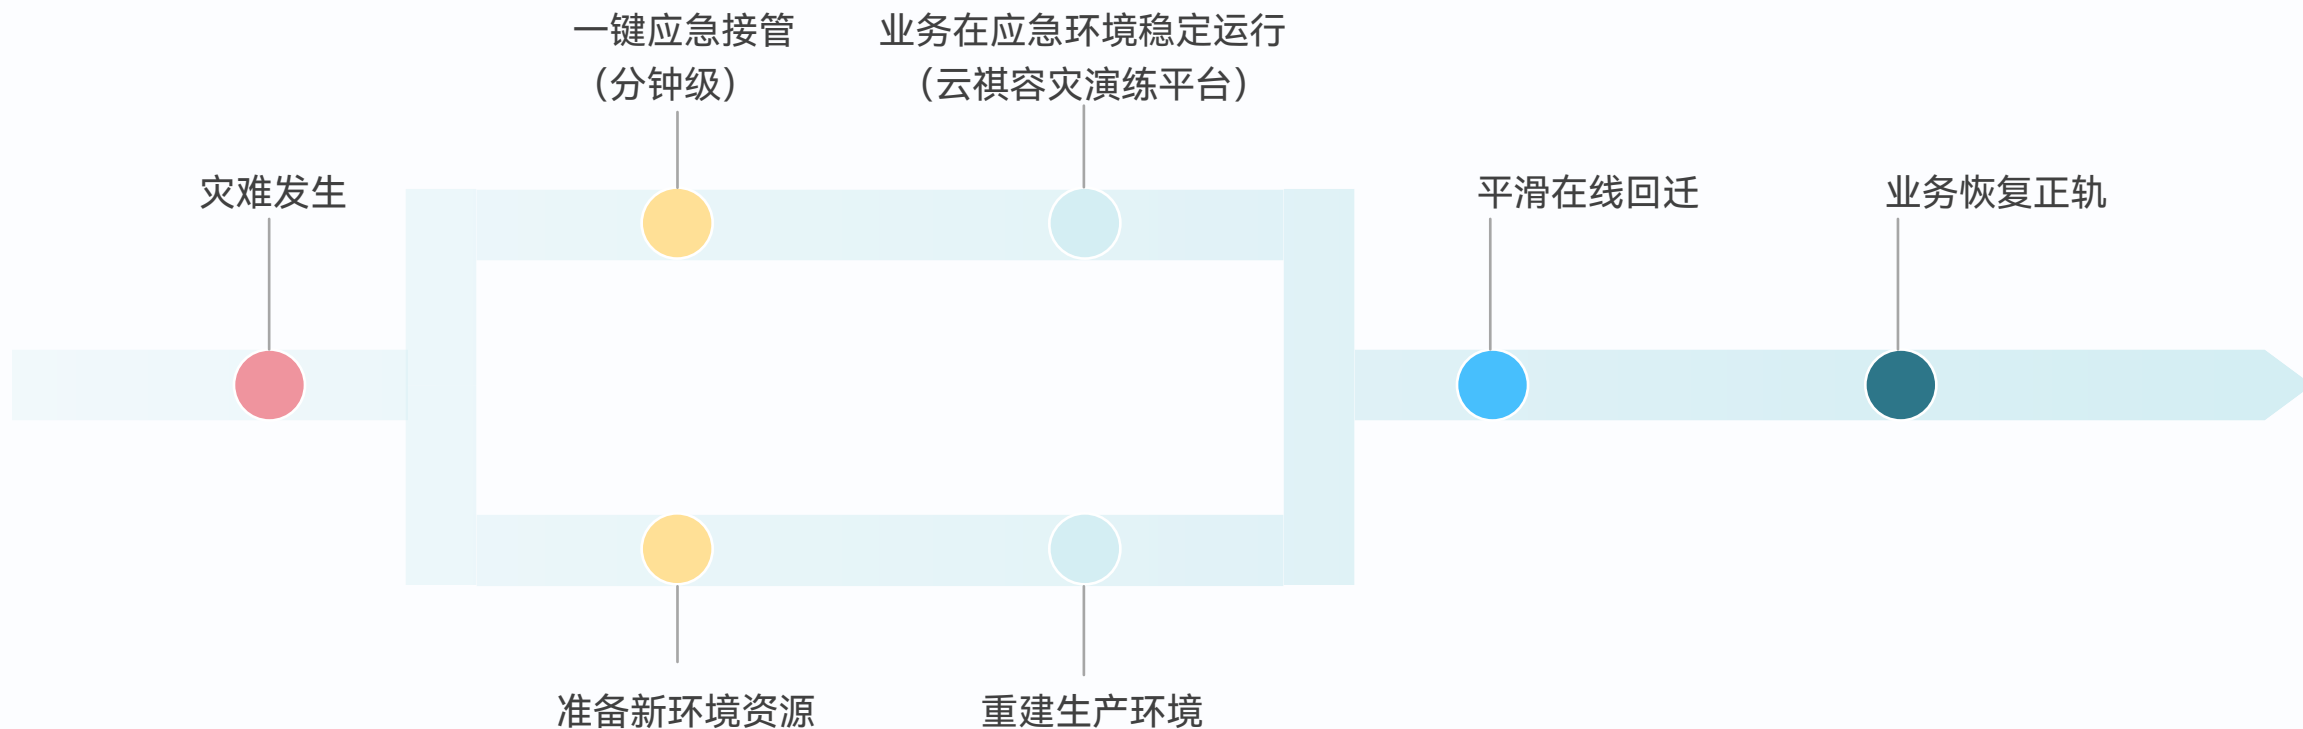 一键应急接管
（分钟级）
业务在应急环境稳定运行
（云祺容灾演练平台）
灾难发生
平滑在线回迁
业务恢复正轨
准备新环境资源
重建生产环境